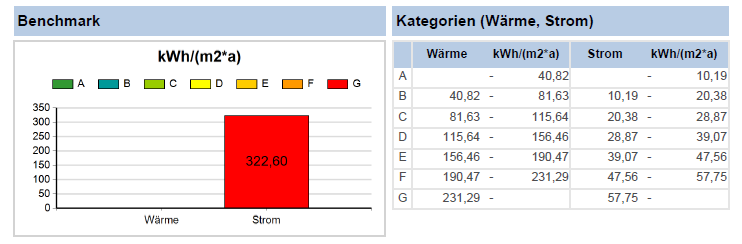 Benchmark
kWh/(m2*a)
A B C D E F G
350
300
250
200
150
100
50
0
322,60
Wärme Strom
Kategorien (Wärme, Strom)
Wärme kWh/(m2*a) Strom kWh/(m2*a)
A - 40,82 - 10,19
B 40,82 - 81,63 10,19 - 20,38
C 81,63 - 115,64 20,38 - 28,87
D 115,64 - 156,46 28,87 - 39,07
E 156,46 - 190,47 39,07 - 47,56
F 190,47 - 231,29 47,56 - 57,75
G 231,29 - 57,75 -